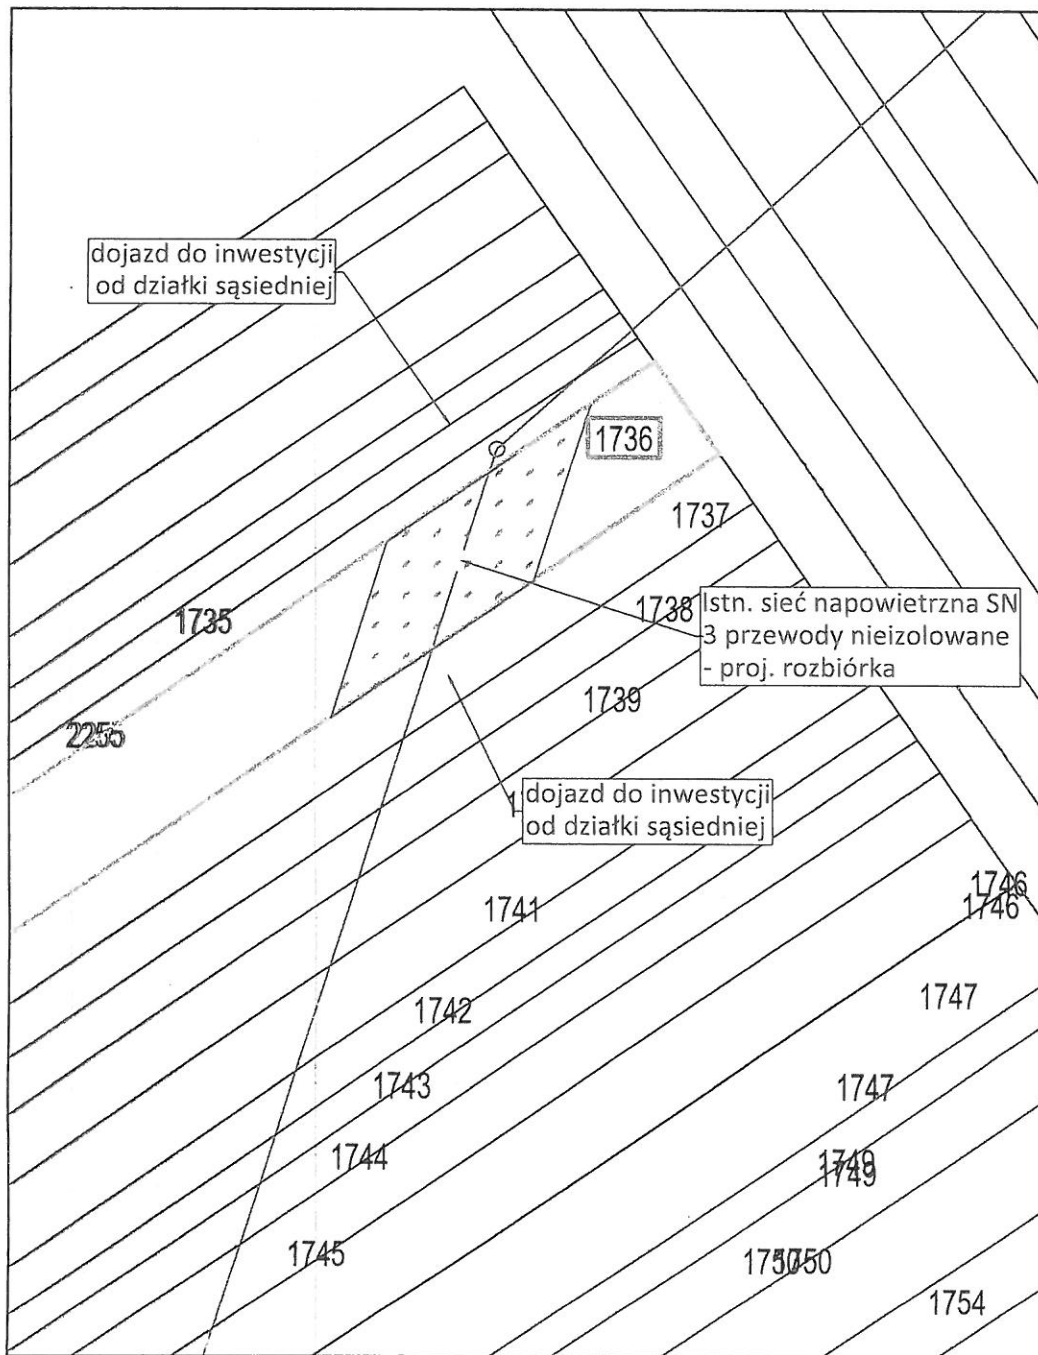 dojazd do inwestycji
od działki sąsiedniej
1736
1737
1735
1738
Istn. sieć napowietrzna SN
3 przewody nieizolowane
- proj. rozbiórka
1739
2255
dojazd do inwestycji
od działki sąsiedniej
1741
1746
1746
1747
1742
1743
1747
1744
1749
1749
1745
1750
1750
1754